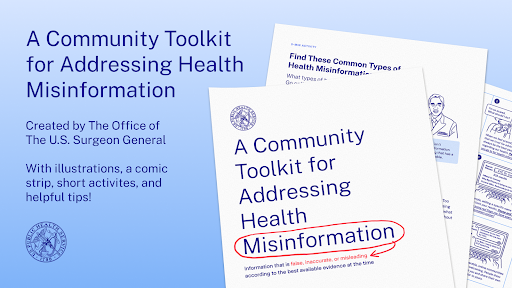 A Community Toolkit
for Addressing Health
Misinformation
Created by The Office of
The U.S. Surgeon General
With illustrations, a comic
strip, short activites, and
helpful tips!
Find These Common Types of
Health Misinformation
What types of
A Community
Toolkit for
Addressing
Health
Misinformation
Information that is false, inaccurate, or misleading
according to the best available evidence at the time